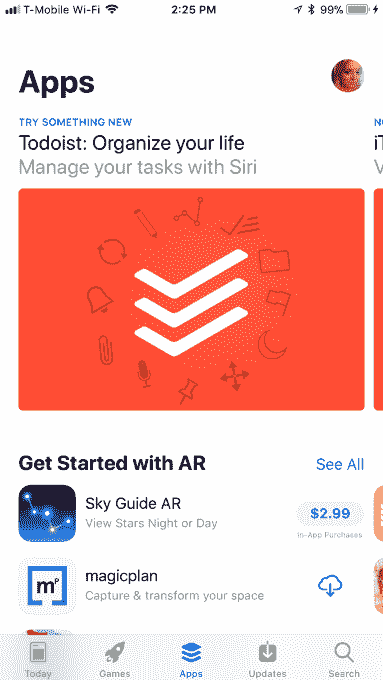 T-Mobile Wi-Fi 2:25 PM 99%
Apps
TRY SOMETHING NEW
Todoist: Organize your life
Manage your tasks with Siri
Get Started with AR See All
Sky Guide AR
View Stars Night or Day
$2.99
In-App Purchases
m
magicplan
Capture & transform your space
Today Games Apps Updates Search